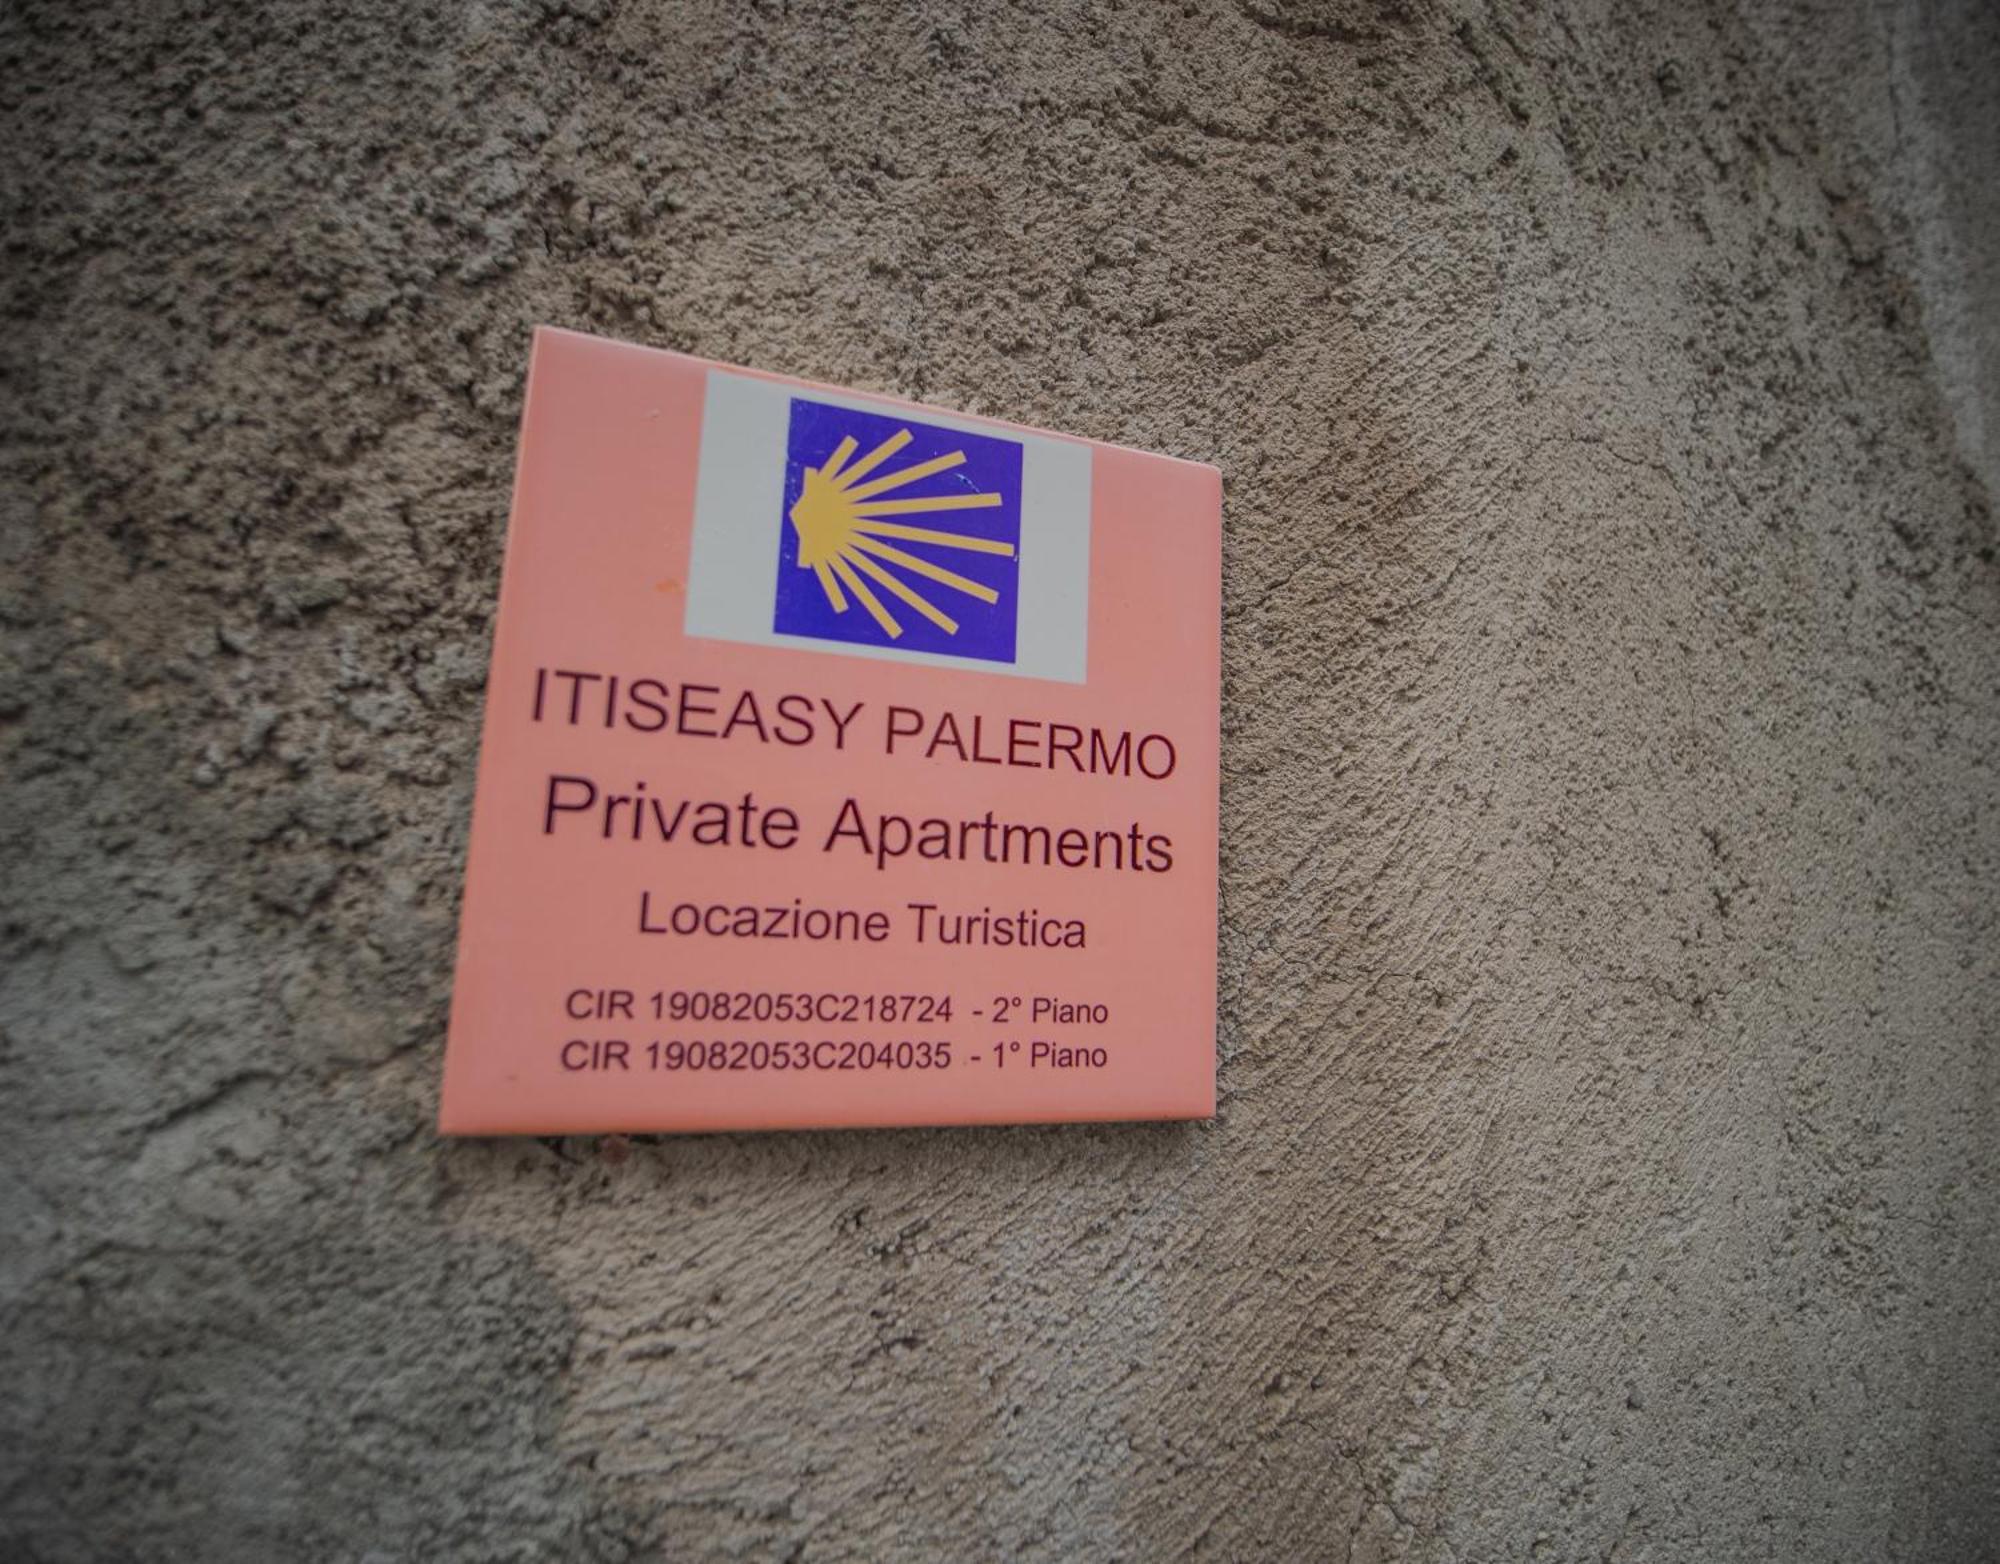 ITISEASY PALERMO
Private Apartments
Locazione Turistica
CIR 19082053C218724 - 2° Piano
CIR 19082053C204035 - 1° Piano